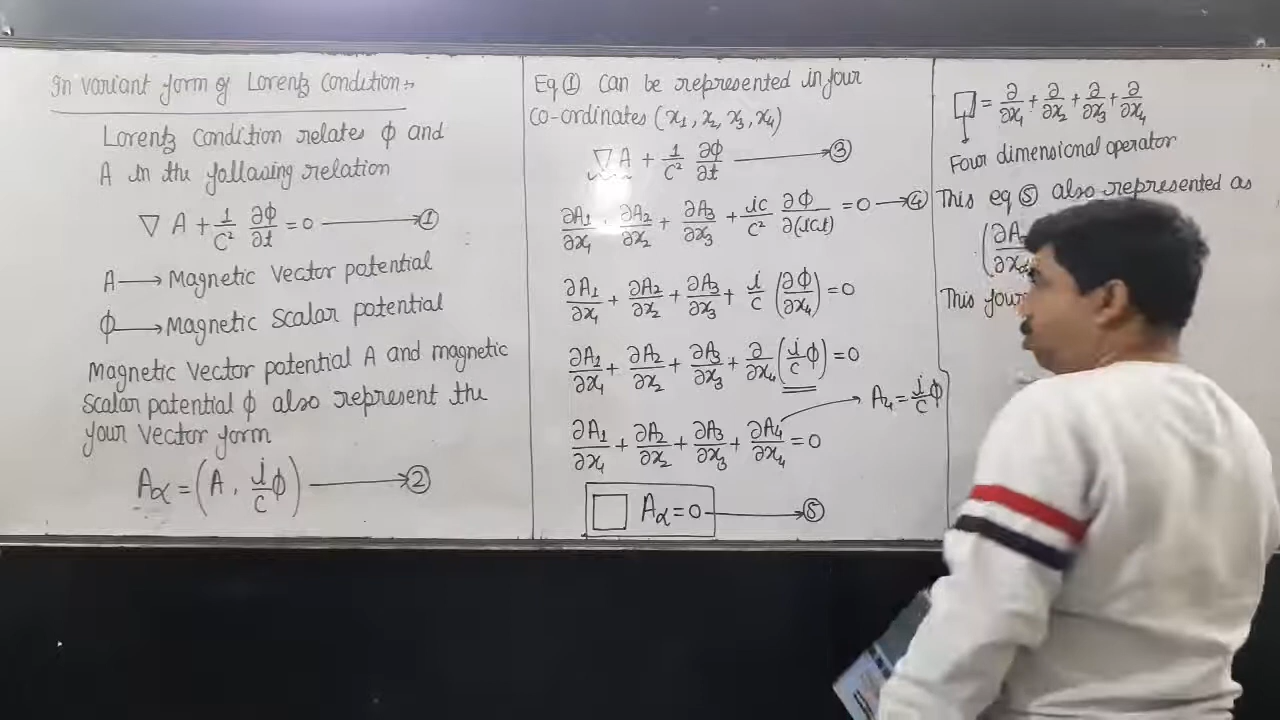 In variant form of Lorentz Condition:-
Lorentz Condition relates ϕ and
A in the following relation
∇ A + 1/C² ∂ϕ/∂t = 0 ⟶ ①
A ⟶ Magnetic Vector potential
ϕ ⟶ Magnetic Scalar potential
Magnetic Vector potential A and magnetic
Scalar potential ϕ also represent the
four Vector form
Aα = (A, i/c ϕ) ⟶ ②
Eq ① Can be represented in four
Co-ordinates (x₁, x₂, x₃, x₄)
∇ A + 1/c² ∂ϕ/∂t ⟶ ③
∂A₁/∂x₁ + ∂A₂/∂x₂ + ∂A₃/∂x₃ + ic/c² ∂ϕ/∂(ict) = 0 ⟶ ④
∂A₁/∂x₁ + ∂A₂/∂x₂ + ∂A₃/∂x₃ + i/c (∂ϕ/∂x₄) = 0
∂A₁/∂x₁ + ∂A₂/∂x₂ + ∂A₃/∂x₃ + ∂/∂x₄ (i/c ϕ) = 0
A₄ = i/c ϕ
∂A₁/∂x₁ + ∂A₂/∂x₂ + ∂A₃/∂x₃ + ∂A₄/∂x₄ = 0
□ Aα = 0 ⟶ ⑤
□ = ∂/∂x₁ + ∂/∂x₂ + ∂/∂x₃ + ∂/∂x₄
Four dimensional operator
This eq ⑤ also represented as
This four